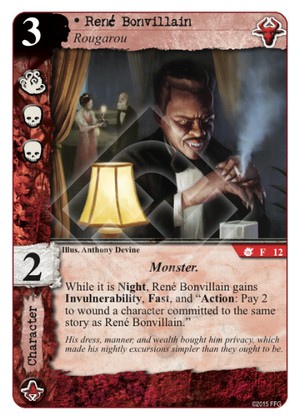 3
• René Bonvillain
Rougarou
Illus. Anthony Devine
F 12
2
Character
Monster.
While it is Night, René Bonvillain gains
Invulnerability, Fast, and “Action: Pay 2
to wound a character committed to the same
story as René Bonvillain.”
His dress, manner, and wealth bought him privacy, which
made his nightly excursions simpler than they ought to be.
©2015 FFG